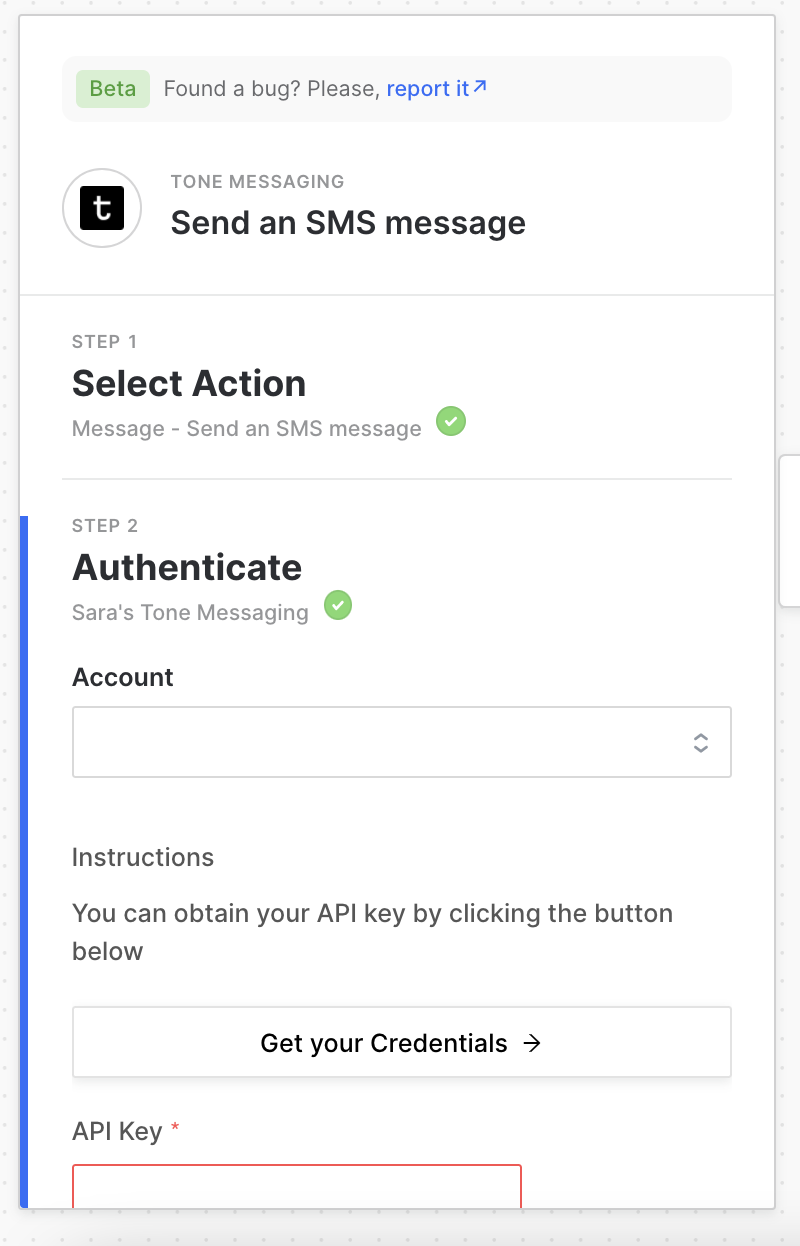 Beta Found a bug? Please, report it↗
t
TONE MESSAGING
Send an SMS message
STEP 1
Select Action
Message - Send an SMS message
STEP 2
Authenticate
Sara's Tone Messaging
Account
Instructions
You can obtain your API key by clicking the button
below
Get your Credentials →
API Key *